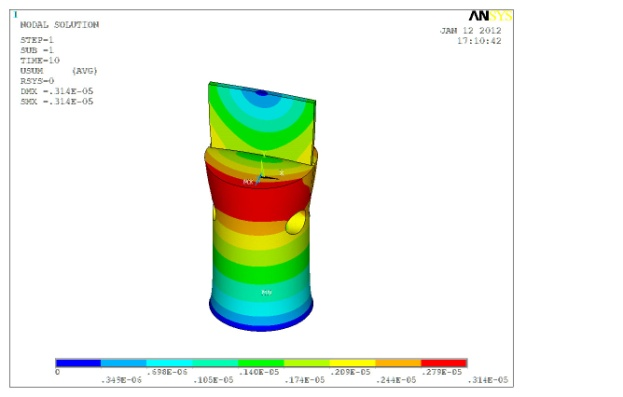 1
ANSYS
NODAL SOLUTION
JAN 12 2012
17:10:42
STEP=1
SUB =1
TIME=10
USUM (AVG)
RSYS=0
DMX =.314E-05
SMX =.314E-05
0 .698E-06 .140E-05 .209E-05 .279E-05
.349E-06 .105E-05 .174E-05 .244E-05 .314E-05